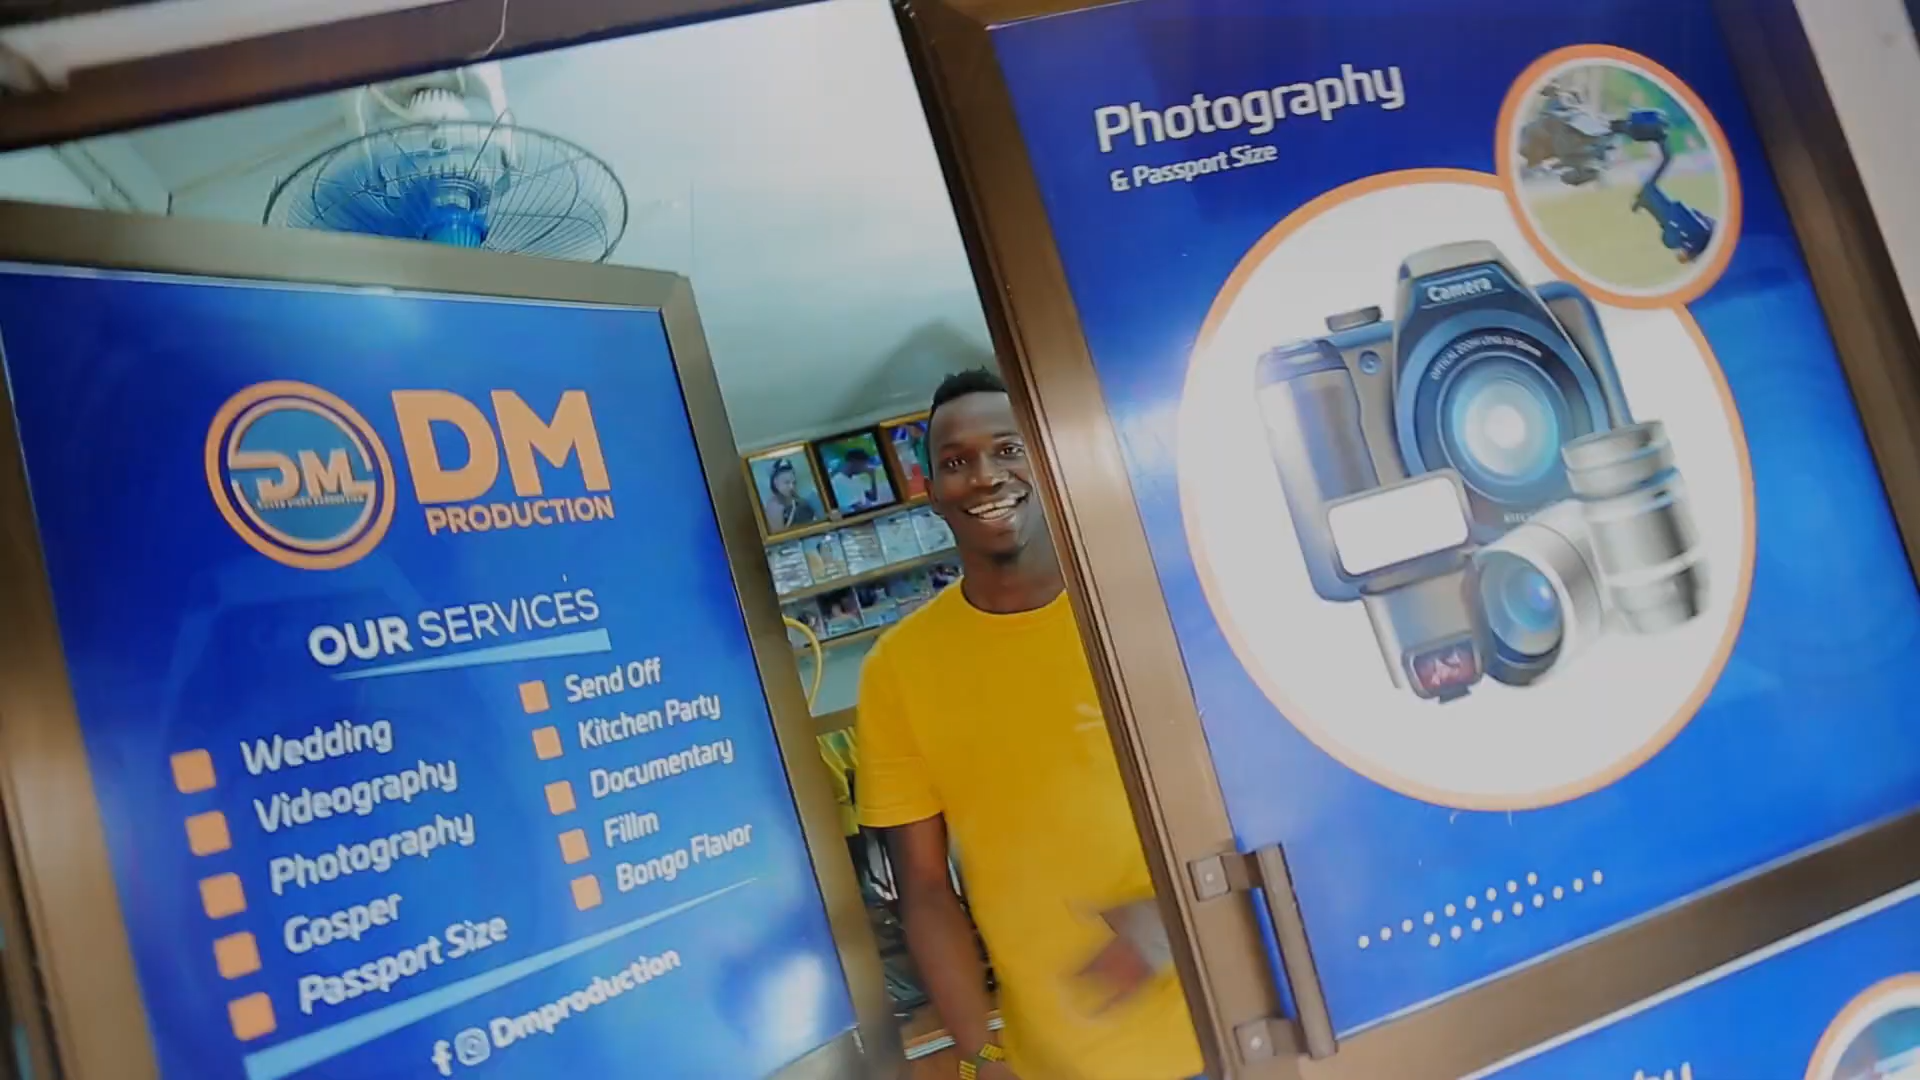 DM
DM
PRODUCTION
OUR SERVICES
Wedding
Videography
Photography
Gosper
Passport Size
Send Off
Kitchen Party
Documentary
Fillm
Bongo Flavor
Dmproduction
Photography
& Passport Size
Camera